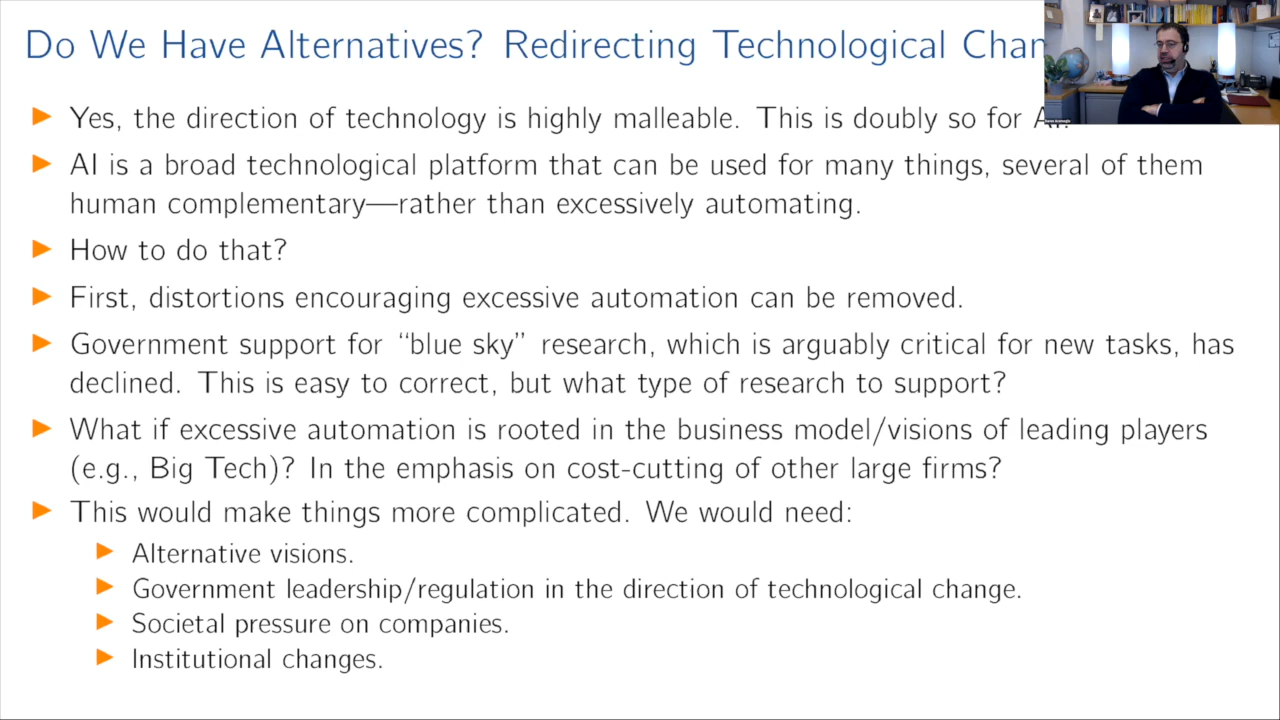 Do We Have Alternatives? Redirecting Technological
Yes, the direction of technology is highly malleable. This is doubly so for
AI is a broad technological platform that can be used for many things, several of them
human complementary—rather than excessively automating.
How to do that?
First, distortions encouraging excessive automation can be removed.
Government support for “blue sky” research, which is arguably critical for new tasks, has
declined. This is easy to correct, but what type of research to support?
What if excessive automation is rooted in the business model/visions of leading players
(e.g., Big Tech)? In the emphasis on cost-cutting of other large firms?
This would make things more complicated. We would need:
Alternative visions.
Government leadership/regulation in the direction of technological change.
Societal pressure on companies.
Institutional changes.